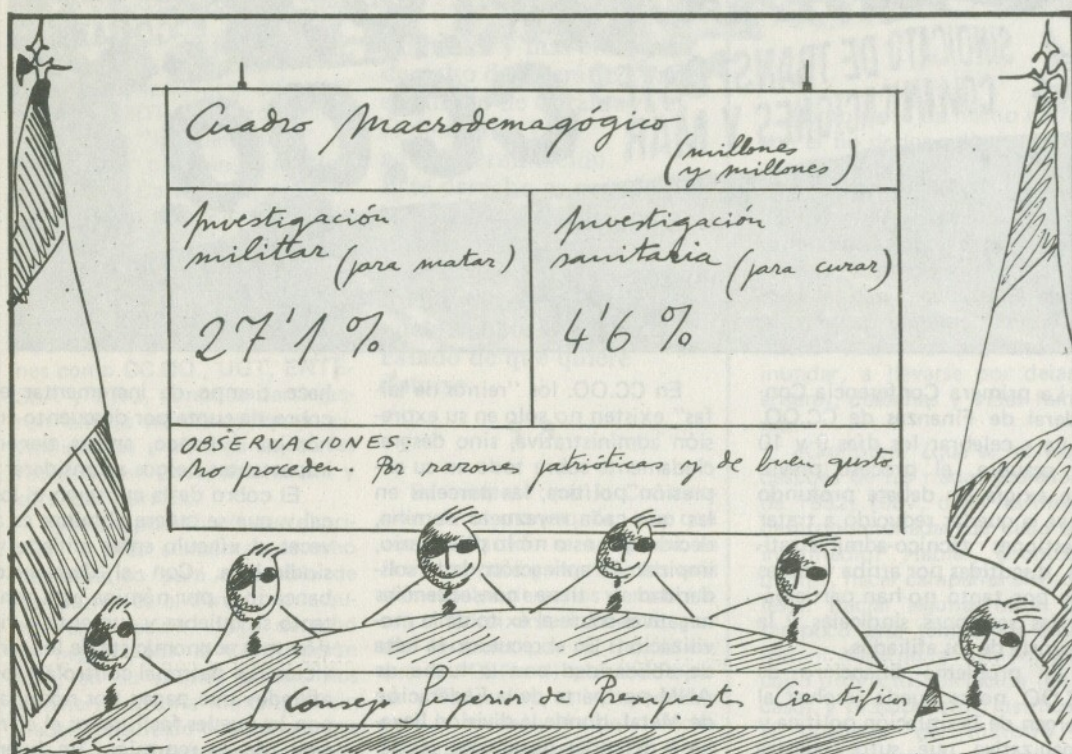 Cuadro Macrodemagógico
(millones
y millones)
Investigación
militar (para matar)
27'1 %
Investigación
sanitaria (para curar)
4'6 %
OBSERVACIONES:
No proceden. Por razones patrióticas y de buen gusto.
Consejo Superior de Presupuestos Científicos